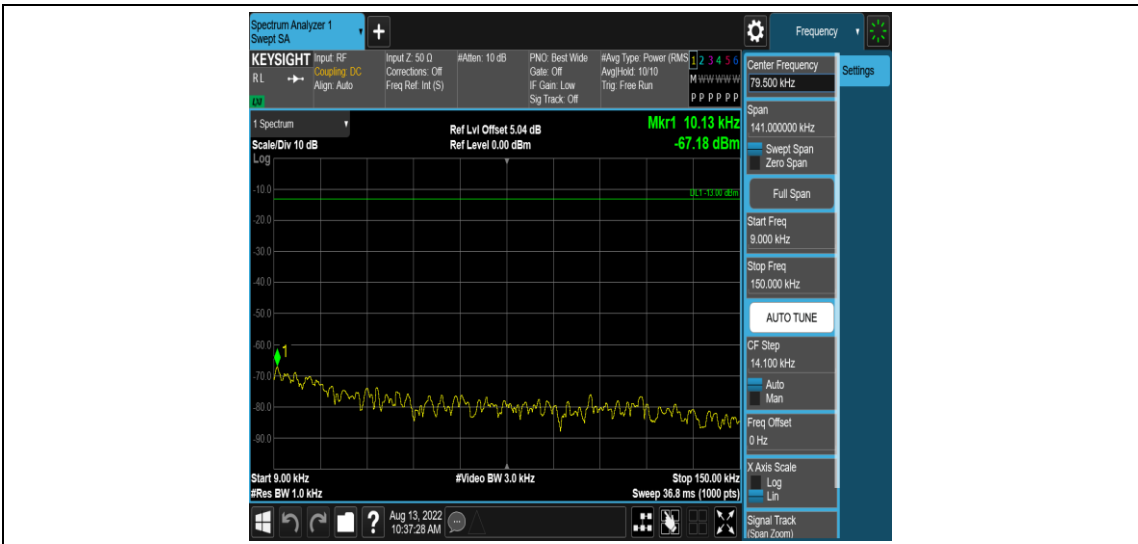 Spectrum Analyzer 1
Swept SA
+
Frequency
KEYSIGHT
RL
LXI
Input: RF
Coupling: DC
Align: Auto
Input Z: 50 Ω
Corrections: Off
Freq Ref: Int (S)
#Atten: 10 dB
PNO: Best Wide
Gate: Off
IF Gain: Low
Sig Track: Off
#Avg Type: Power (RMS
Avg|Hold: 10/10
Trig: Free Run
1 2 3 4 5 6
M W W W W W
P P P P P P
Center Frequency
79.500 kHz
Settings
1 Spectrum
Scale/Div 10 dB
Log
Ref Lvl Offset 5.04 dB
Ref Level 0.00 dBm
Mkr1 10.13 kHz
-67.18 dBm
DL1 -13.00 dBm
-10.0
-20.0
-30.0
-40.0
-50.0
-60.0
-70.0
-80.0
-90.0
1
Span
141.000000 kHz
Swept Span
Zero Span
Full Span
Start Freq
9.000 kHz
Stop Freq
150.000 kHz
AUTO TUNE
CF Step
14.100 kHz
Auto
Man
Freq Offset
0 Hz
X Axis Scale
Log
Lin
Signal Track
(Span Zoom)
Start 9.00 kHz
#Res BW 1.0 kHz
#Video BW 3.0 kHz
Stop 150.00 kHz
Sweep 36.8 ms (1000 pts)
?
Aug 13, 2022
10:37:28 AM